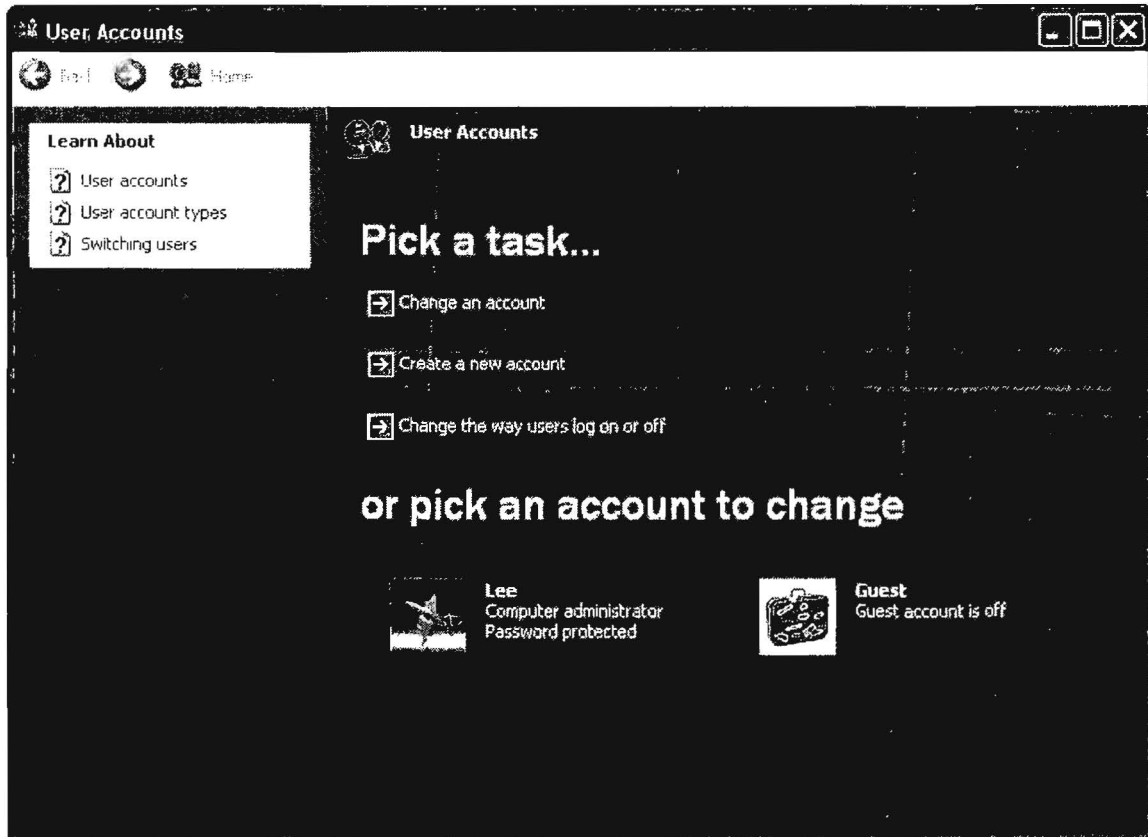 User Accounts
Back Home
Learn About
User accounts
User account types
Switching users
User Accounts
Pick a task...
Change an account
Create a new account
Change the way users log on or off
or pick an account to change
Lee
Computer administrator
Password protected
Guest
Guest account is off